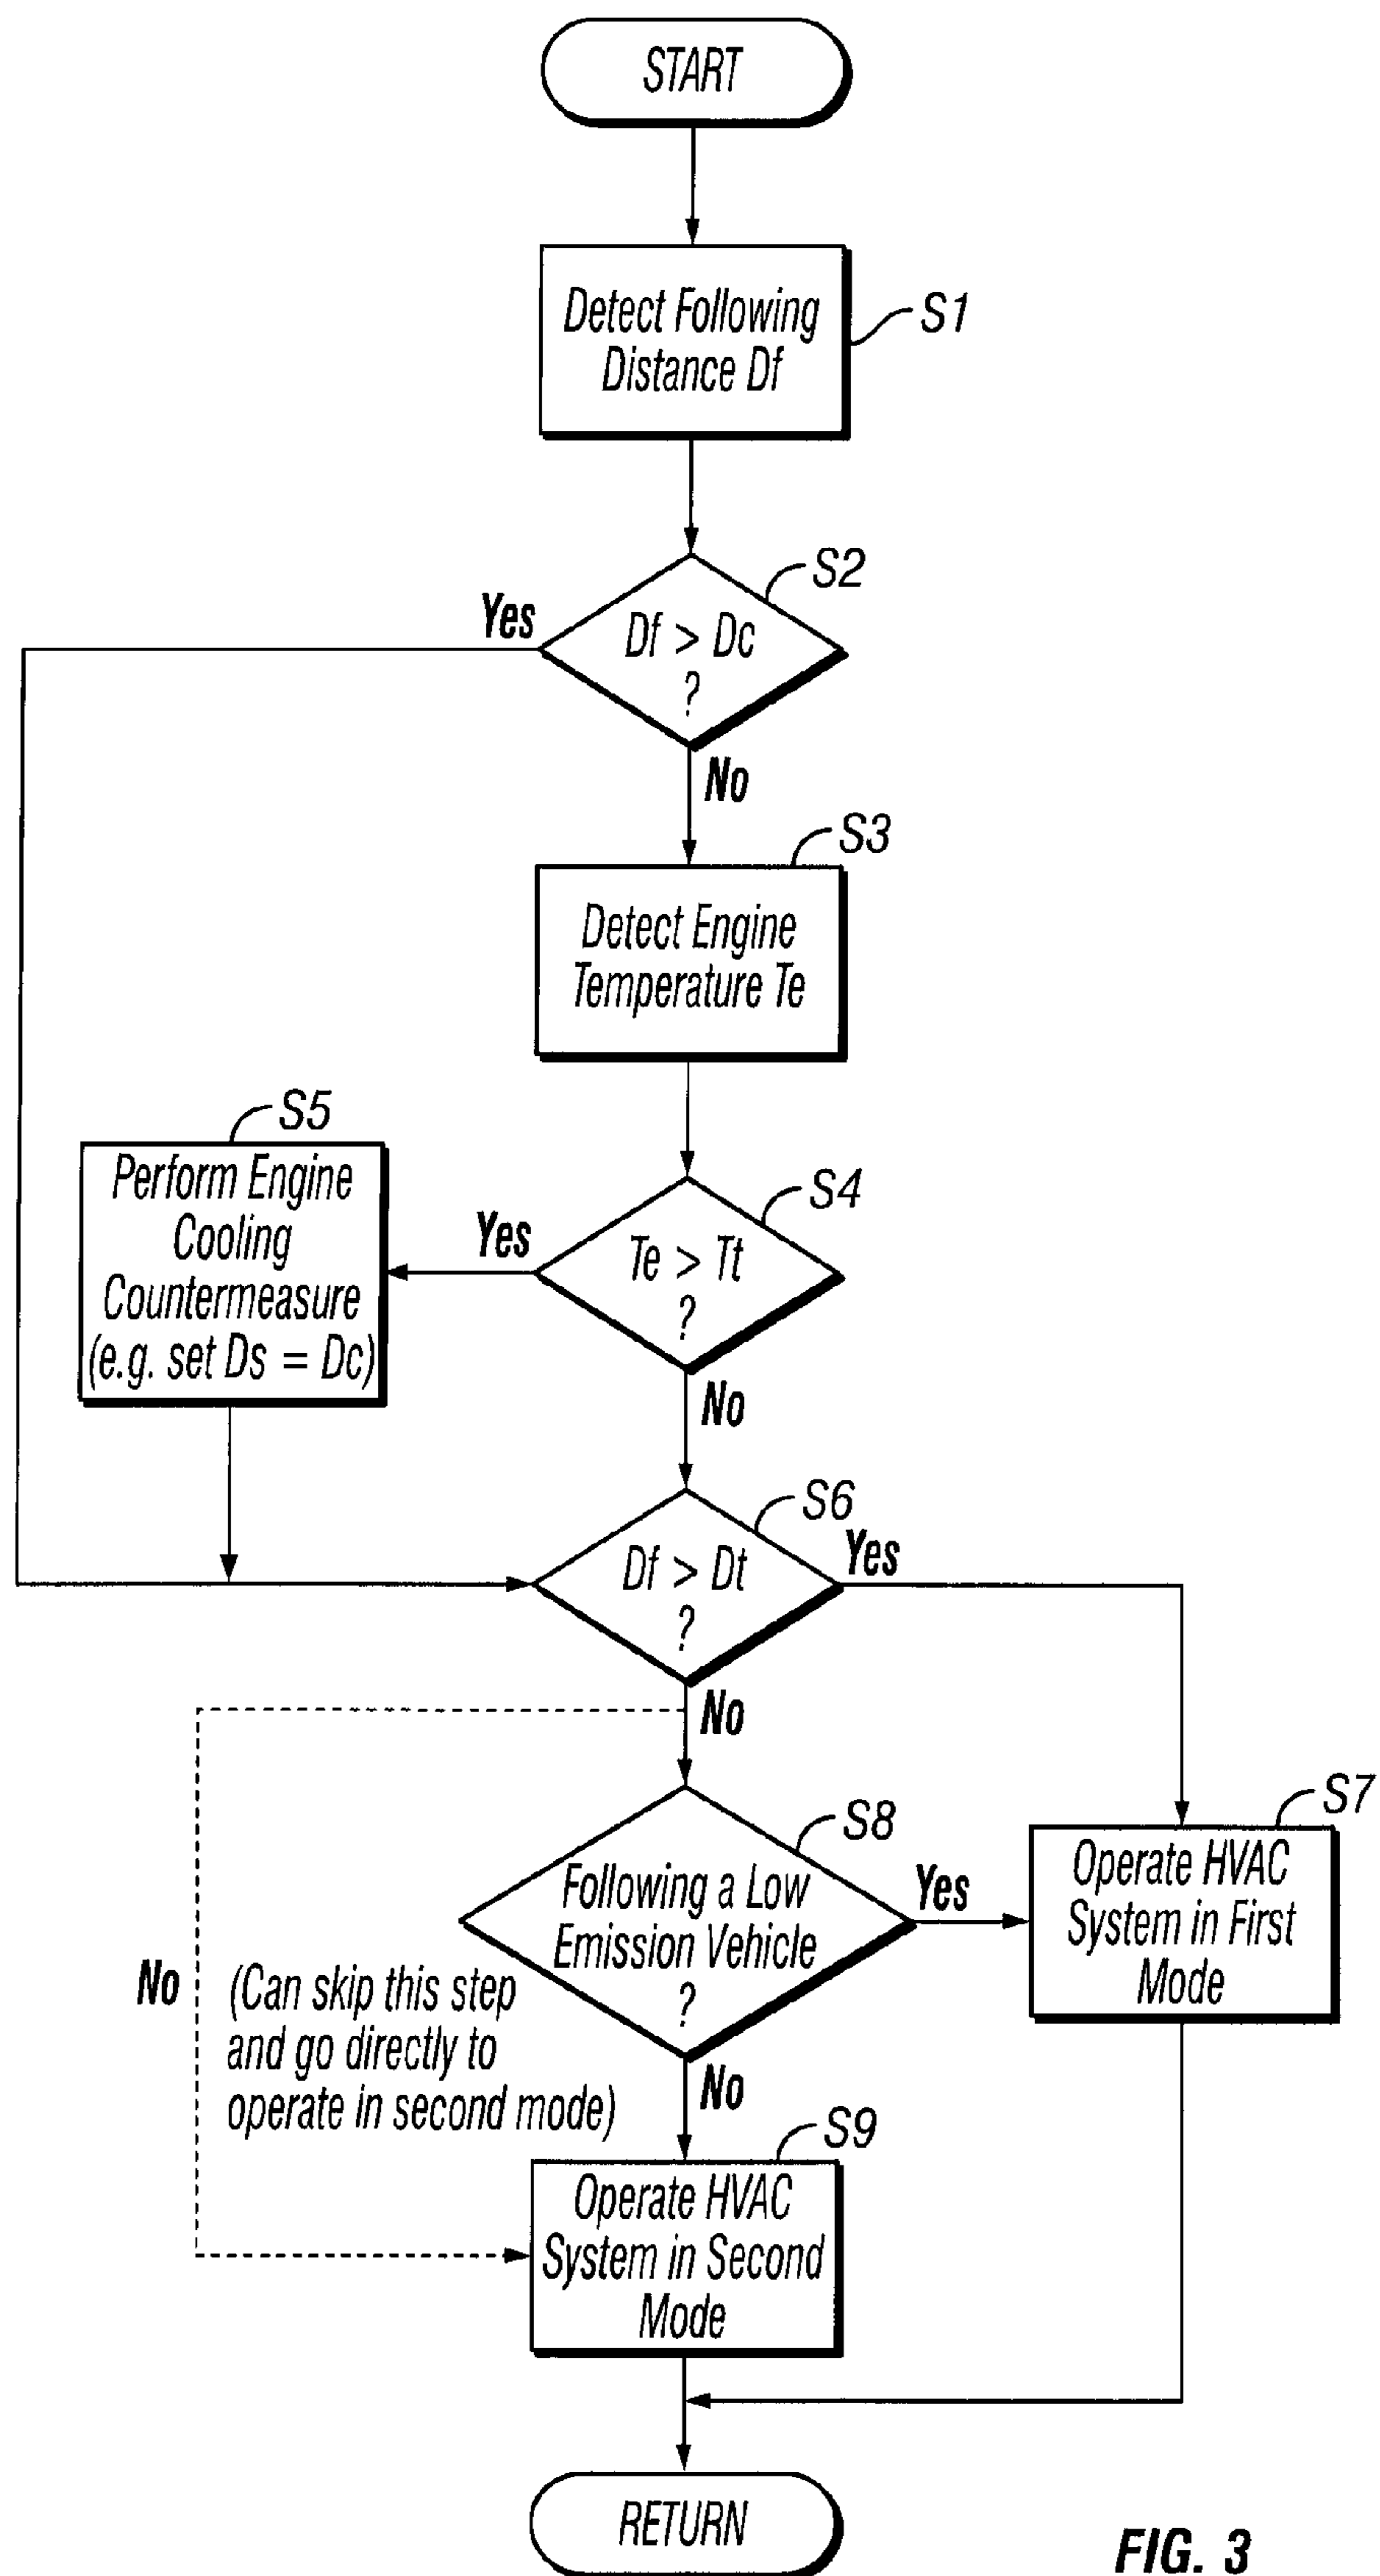 START
Detect Following
Distance Df
S1
S2
Yes
Df > Dc
?
No
S3
Detect Engine
Temperature Te
S5
Perform Engine
Cooling
Countermeasure
(e.g. set Ds = Dc)
S4
Yes
Te > Tt
?
No
S6
Df > Dt
?
Yes
No
S8
Following a Low
Emission Vehicle
?
Yes
S7
Operate HVAC
System in First
Mode
No
(Can skip this step
and go directly to
operate in second mode)
No
S9
Operate HVAC
System in Second
Mode
RETURN
FIG. 3